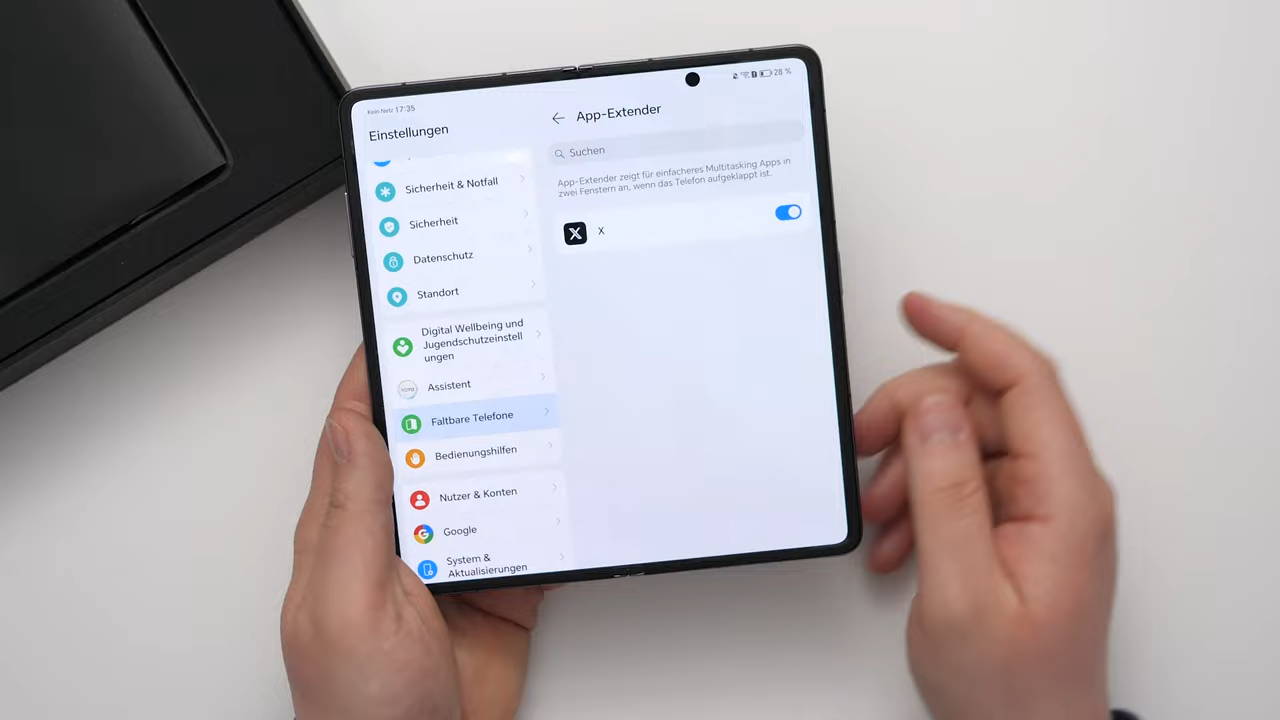 Kein Netz 17:35
28 %
Einstellungen
Sicherheit & Notfall
Sicherheit
Datenschutz
Standort
Digital Wellbeing und
Jugendschutzeinstell
ungen
Assistent
Faltbare Telefone
Bedienungshilfen
Nutzer & Konten
Google
System &
Aktualisierungen
App-Extender
Suchen
App-Extender zeigt für einfacheres Multitasking Apps in
zwei Fenstern an, wenn das Telefon aufgeklappt ist.
X